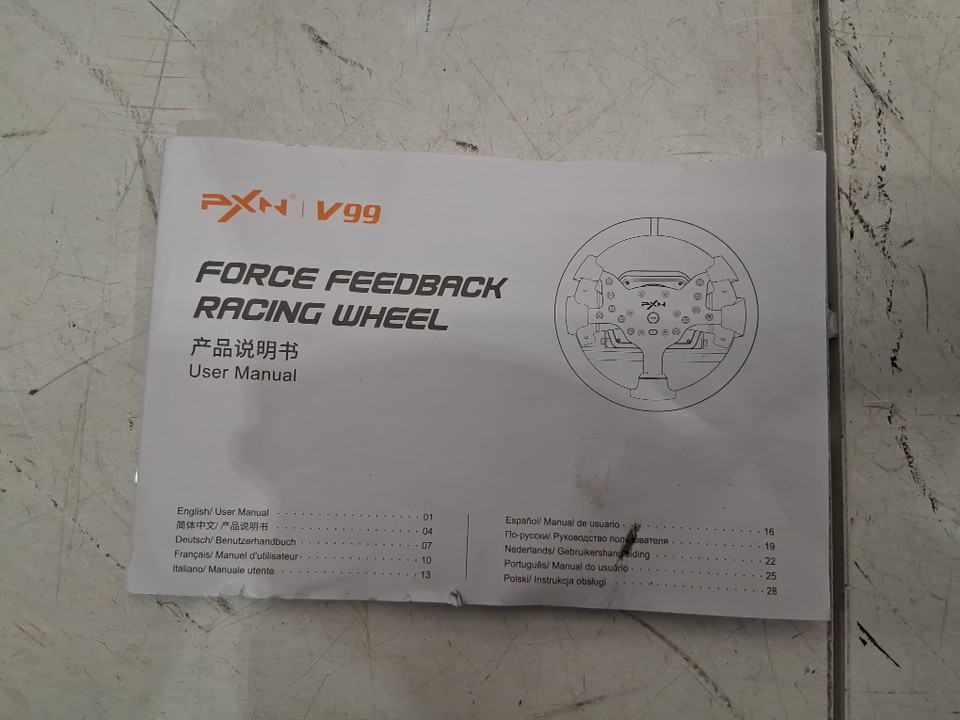 PXN® | V99
FORCE FEEDBACK
RACING WHEEL
产品说明书
User Manual
PXN
English/ User Manual 01
简体中文/ 产品说明书 04
Deutsch/ Benutzerhandbuch 07
Français/ Manuel d'utilisateur 10
Italiano/ Manuale utente 13
Español/ Manual de usuario 16
По-русски/ Руководство пользователя 19
Nederlands/ Gebruikershandleiding 22
Português/ Manual do usuário 25
Polski/ Instrukcja obsługi 28